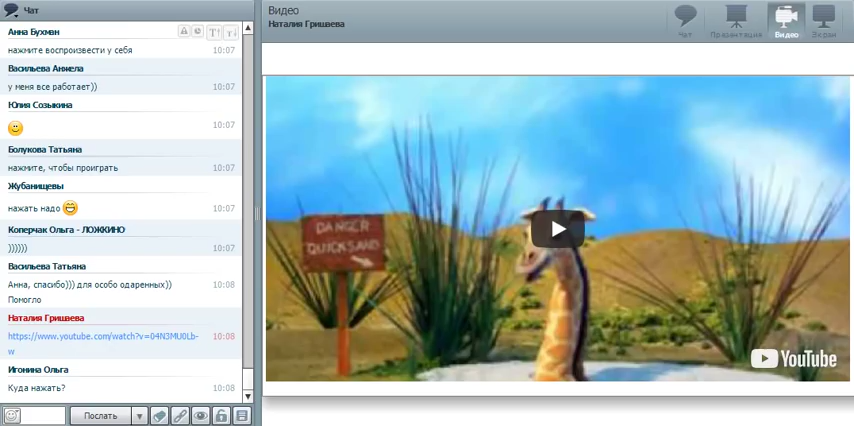 Чат
Анна Бухман
нажмите воспроизвести у себя 10:07
Васильева Анжела
у меня все работает)) 10:07
Юлия Созыкина
10:07
Болукова Татьяна
нажмите, чтобы проиграть 10:07
Жубанищевы
нажать надо 10:07
Коперчак Ольга - ЛОЖКИНО
)))))) 10:07
Васильева Татьяна
Анна, спасибо))) для особо одаренных)) 10:08
Помогло
Наталия Гришаева
https://www.youtube.com/watch?v=04N3MU0Lb- 10:08
w
Игонина Ольга
Куда нажать? 10:08
Послать
Видео
Наталия Гришаева
Чат Презентация Видео Экран
DANGER
QUICKSAND
YouTube